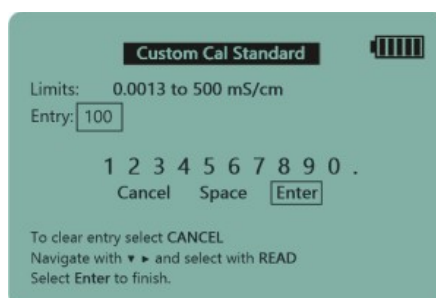 Custom Cal Standard
Limits: 0.0013 to 500 mS/cm
Entry: 100
1 2 3 4 5 6 7 8 9 0 .
Cancel Space Enter
To clear entry select CANCEL
Navigate with ▾ ▸ and select with READ
Select Enter to finish.